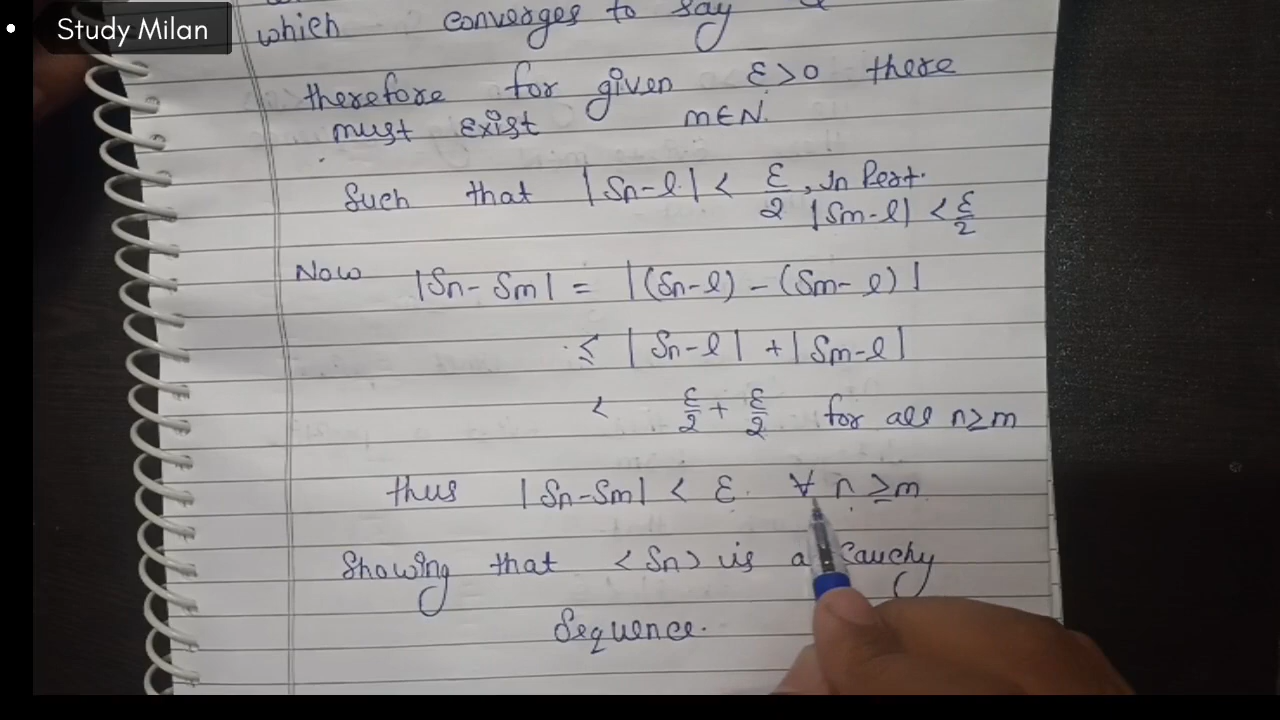 Study Milan
which converges to say
therefore for given ε>0 there
must exist m∈N.
Such that |Sn-l| < ε/2, in Part.
|Sm-l| < ε/2
Now |Sn-Sm| = |(Sn-l) - (Sm-l)|
≤ |Sn-l| + |Sm-l|
< ε/2 + ε/2 for all n≥m
thus |Sn-Sm| < ε. ∀ n ≥m
Showing that <Sn> is a Cauchy
Sequence.